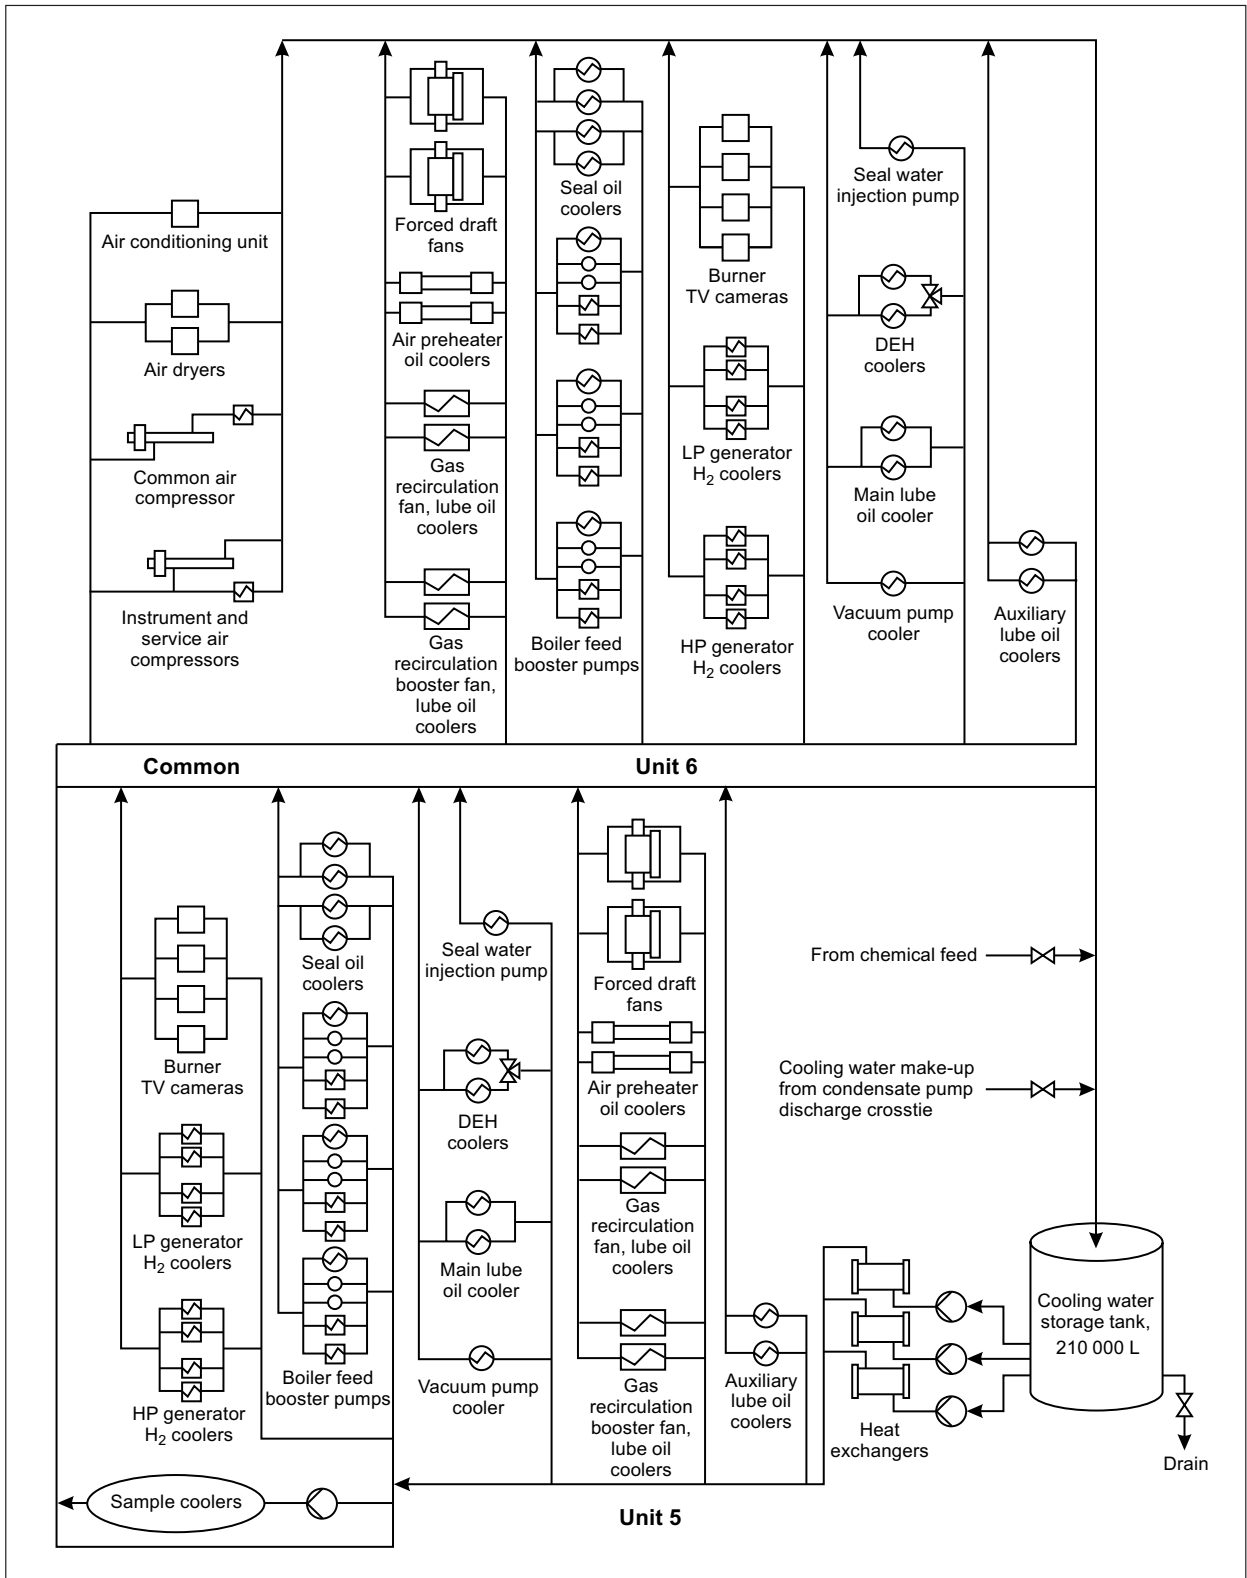 Air conditioning unit
Air dryers
Common air
compressor
Instrument and
service air
compressors
Forced draft
fans
Air preheater
oil coolers
Gas
recirculation
fan, lube oil
coolers
Gas
recirculation
booster fan,
lube oil
coolers
Seal oil
coolers
Boiler feed
booster pumps
Burner
TV cameras
LP generator
H2 coolers
HP generator
H2 coolers
Seal water
injection pump
DEH
coolers
Main lube
oil cooler
Vacuum pump
cooler
Auxiliary
lube oil
coolers
Common
Unit 6
Burner
TV cameras
LP generator
H2 coolers
HP generator
H2 coolers
Seal oil
coolers
Boiler feed
booster pumps
Seal water
injection pump
DEH
coolers
Main lube
oil cooler
Vacuum pump
cooler
Forced draft
fans
Air preheater
oil coolers
Gas
recirculation
fan, lube oil
coolers
Gas
recirculation
booster fan,
lube oil
coolers
Auxiliary
lube oil
coolers
From chemical feed
Cooling water make-up
from condensate pump
discharge crosstie
Heat
exchangers
Cooling water
storage tank,
210 000 L
Drain
Sample coolers
Unit 5